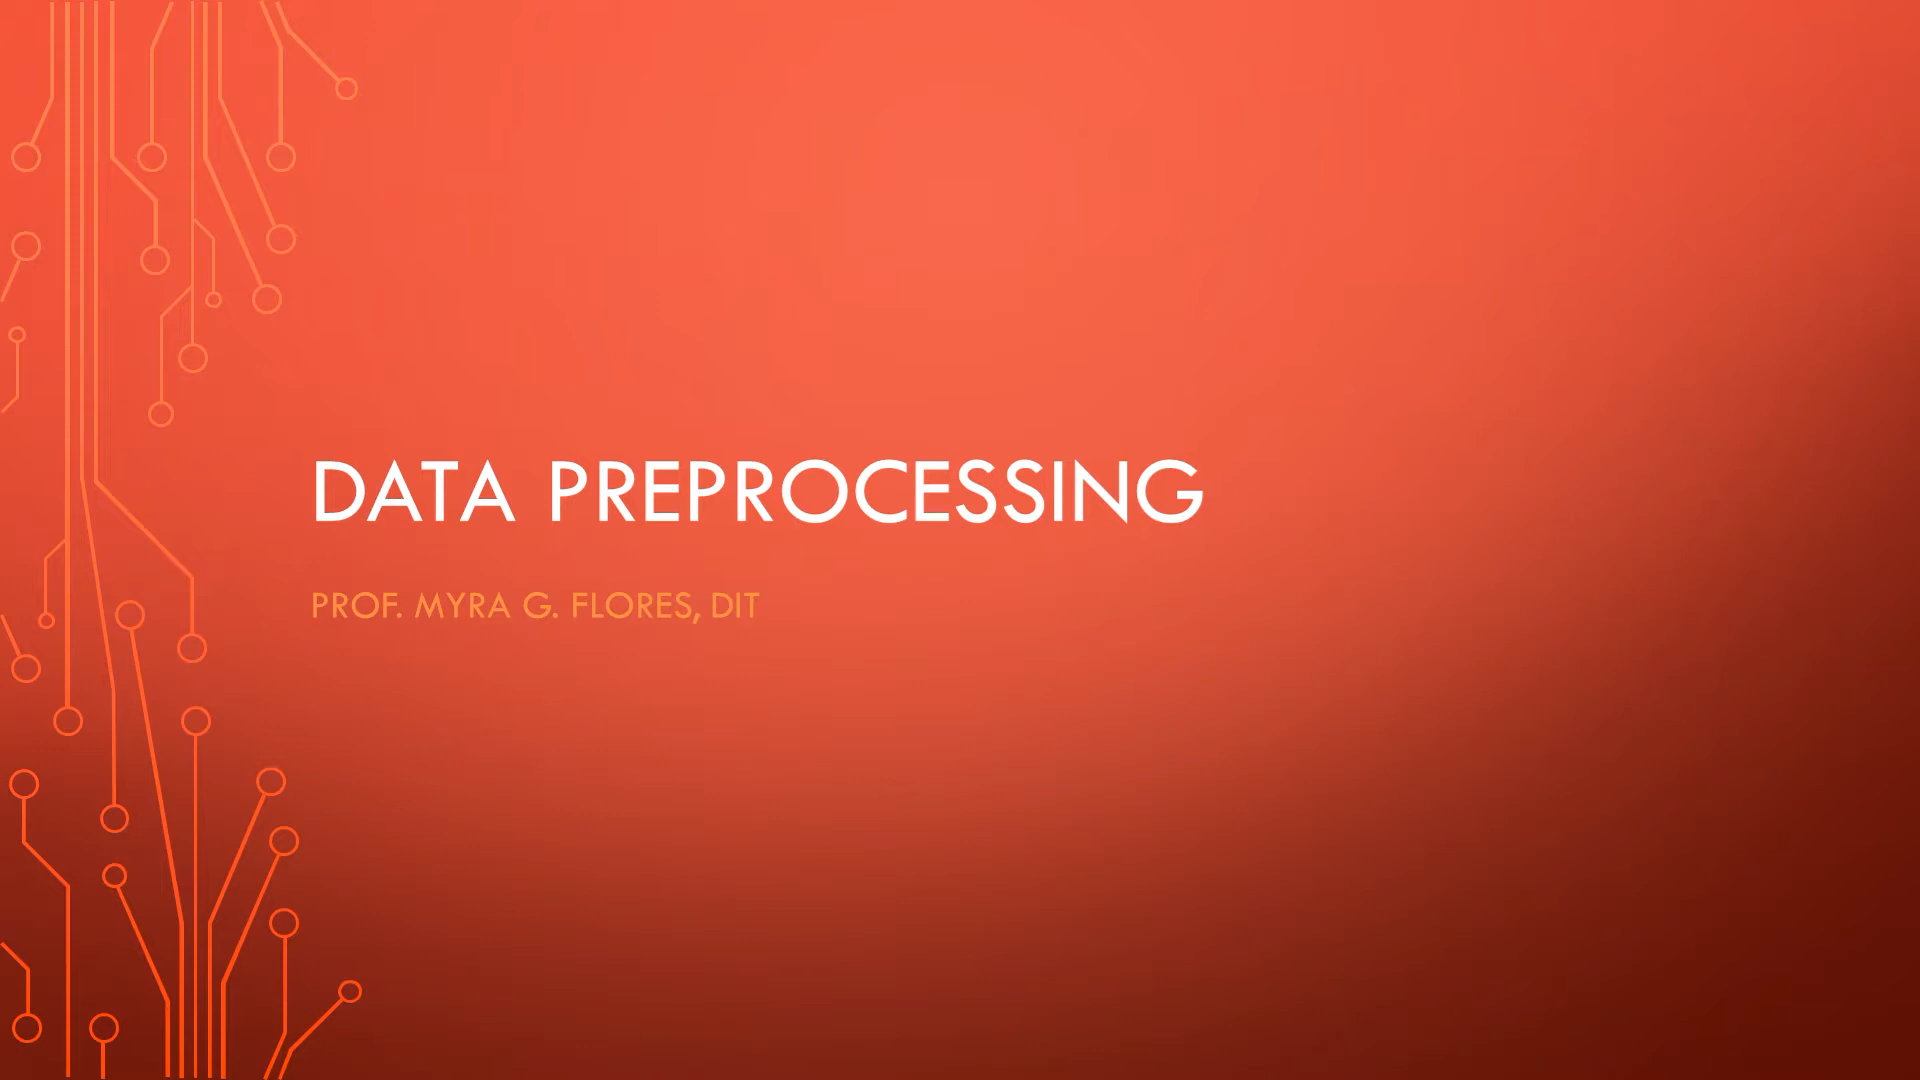 DATA PREPROCESSING
PROF. MYRA G. FLORES, DIT